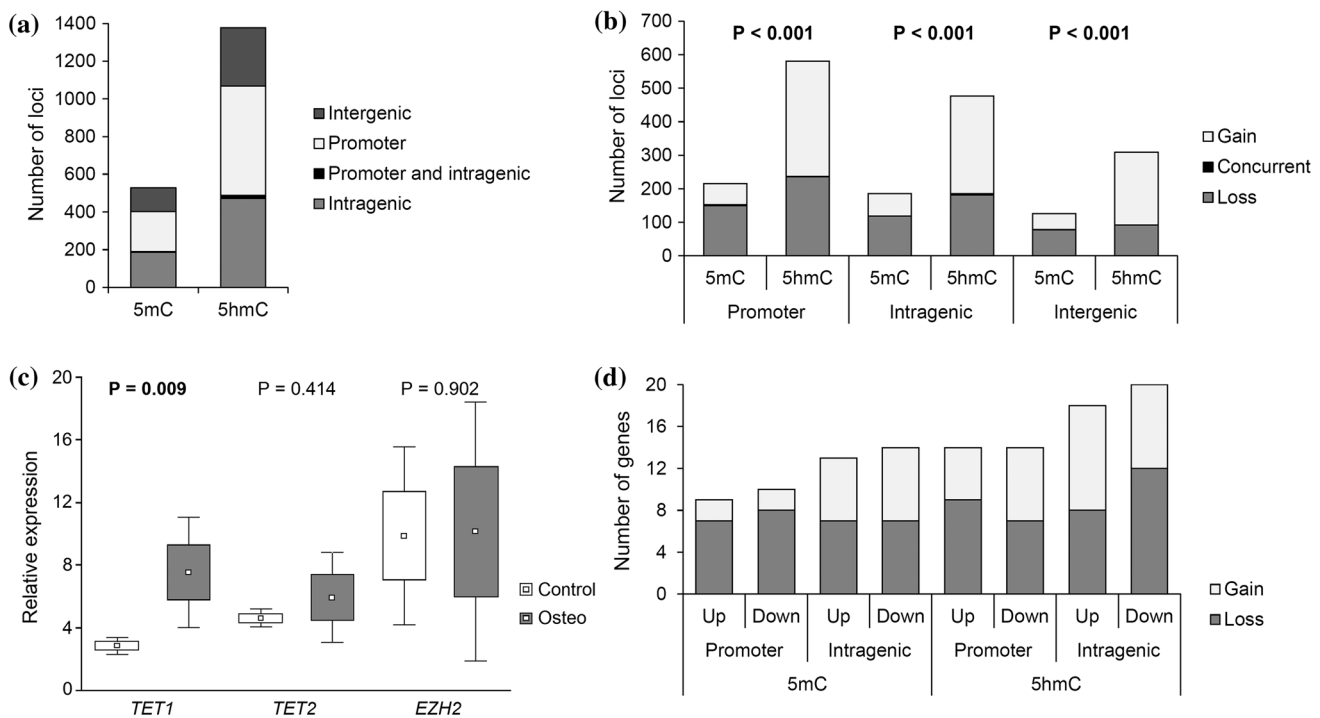 (a)
1400
1200
1000
800
600
400
200
0
Number of loci
5mC
5hmC
Intergenic
Promoter
Promoter and intragenic
Intragenic
(b)
700
600
500
400
300
200
100
0
Number of loci
P < 0.001
P < 0.001
P < 0.001
5mC
5hmC
5mC
5hmC
5mC
5hmC
Promoter
Intragenic
Intergenic
Gain
Concurrent
Loss
(c)
20
16
12
8
4
0
Relative expression
P = 0.009
P = 0.414
P = 0.902
TET1
TET2
EZH2
Control
Osteo
(d)
20
16
12
8
4
0
Number of genes
Up
Down
Up
Down
Up
Down
Up
Down
Promoter
Intragenic
Promoter
Intragenic
5mC
5hmC
Gain
Loss